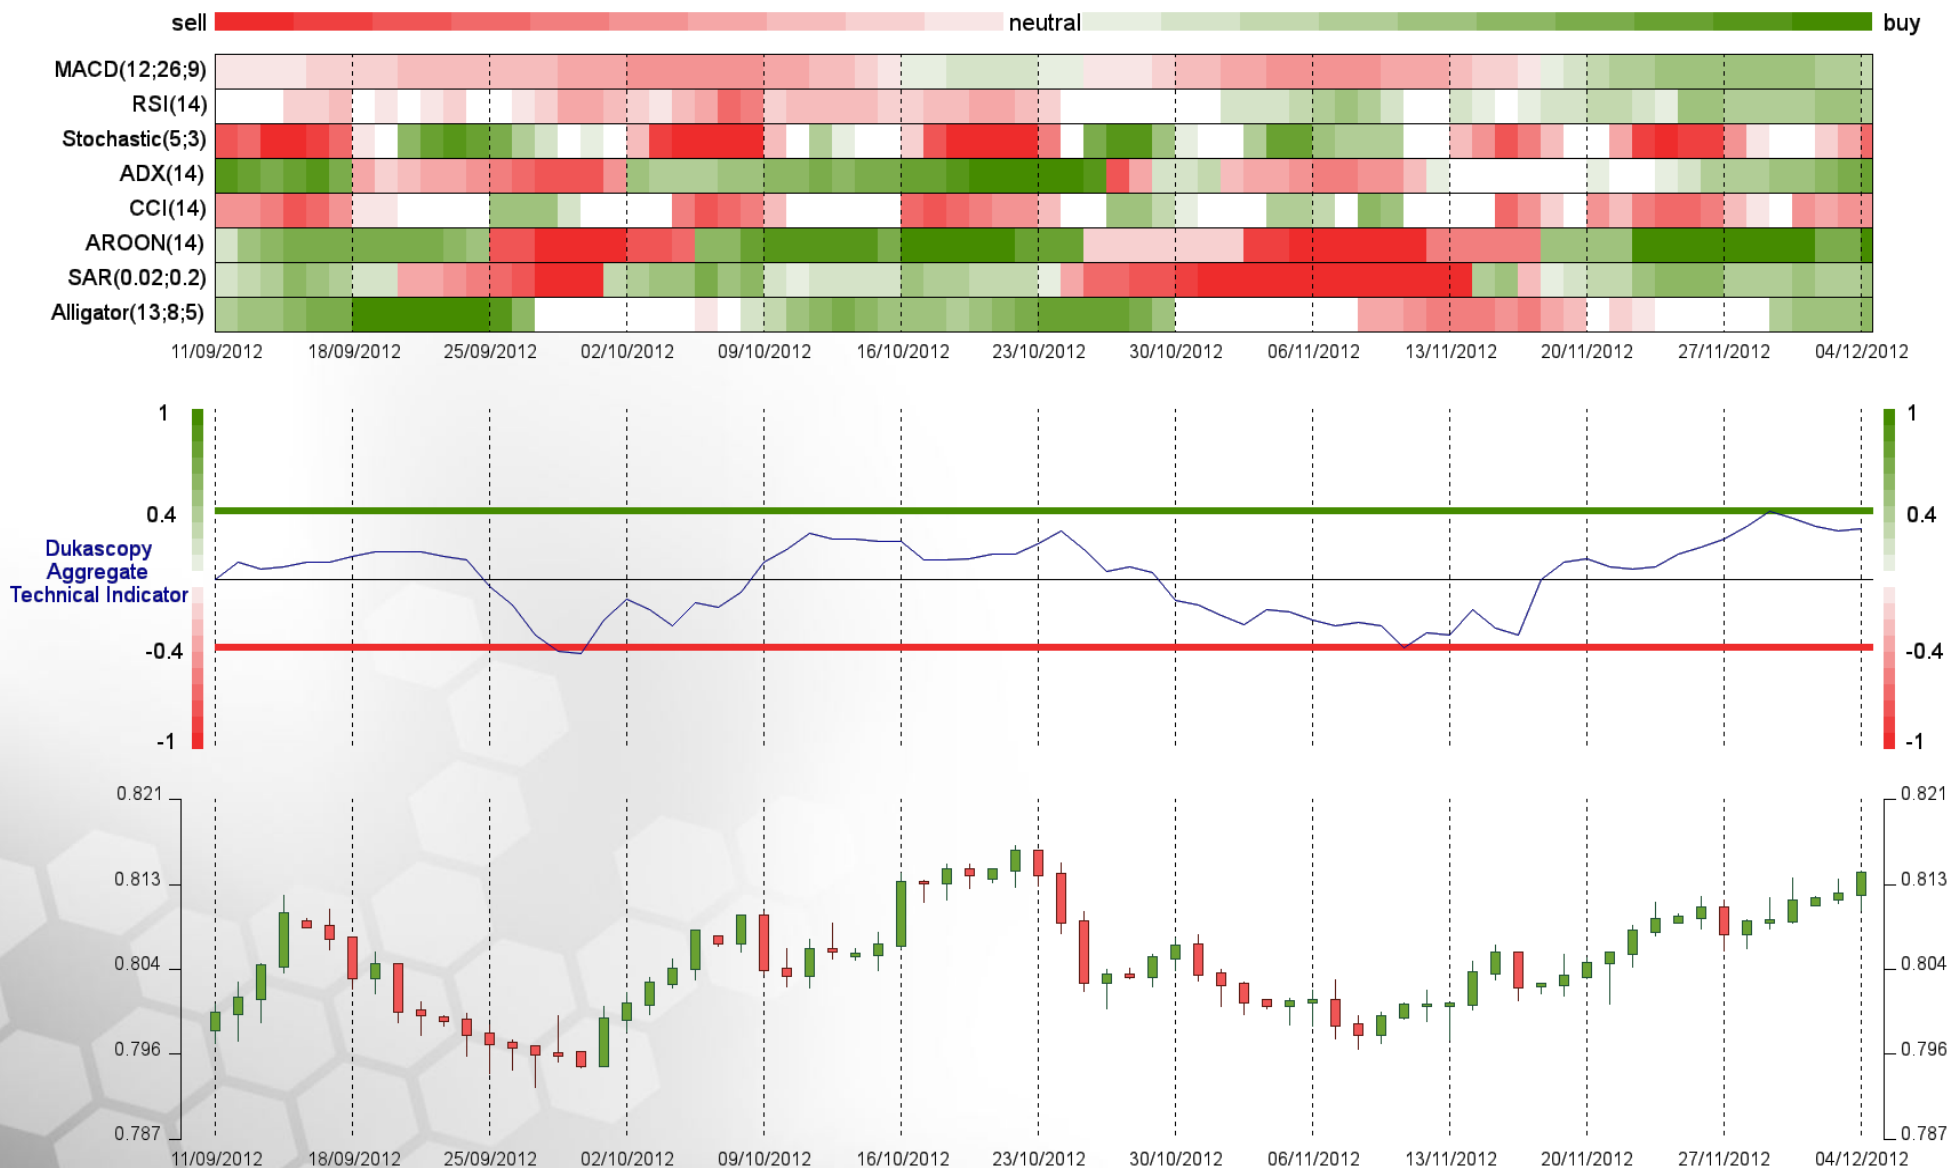 sell neutral buy
MACD(12;26;9)
RSI(14)
Stochastic(5;3)
ADX(14)
CCI(14)
AROON(14)
SAR(0.02;0.2)
Alligator(13;8;5)
11/09/2012 18/09/2012 25/09/2012 02/10/2012 09/10/2012 16/10/2012 23/10/2012 30/10/2012 06/11/2012 13/11/2012 20/11/2012 27/11/2012 04/12/2012
1 1
0.4 0.4
Dukascopy
Aggregate
Technical Indicator
-0.4 -0.4
-1 -1
0.821 0.821
0.813 0.813
0.804 0.804
0.796 0.796
0.787 0.787
11/09/2012 18/09/2012 25/09/2012 02/10/2012 09/10/2012 16/10/2012 23/10/2012 30/10/2012 06/11/2012 13/11/2012 20/11/2012 27/11/2012 04/12/2012